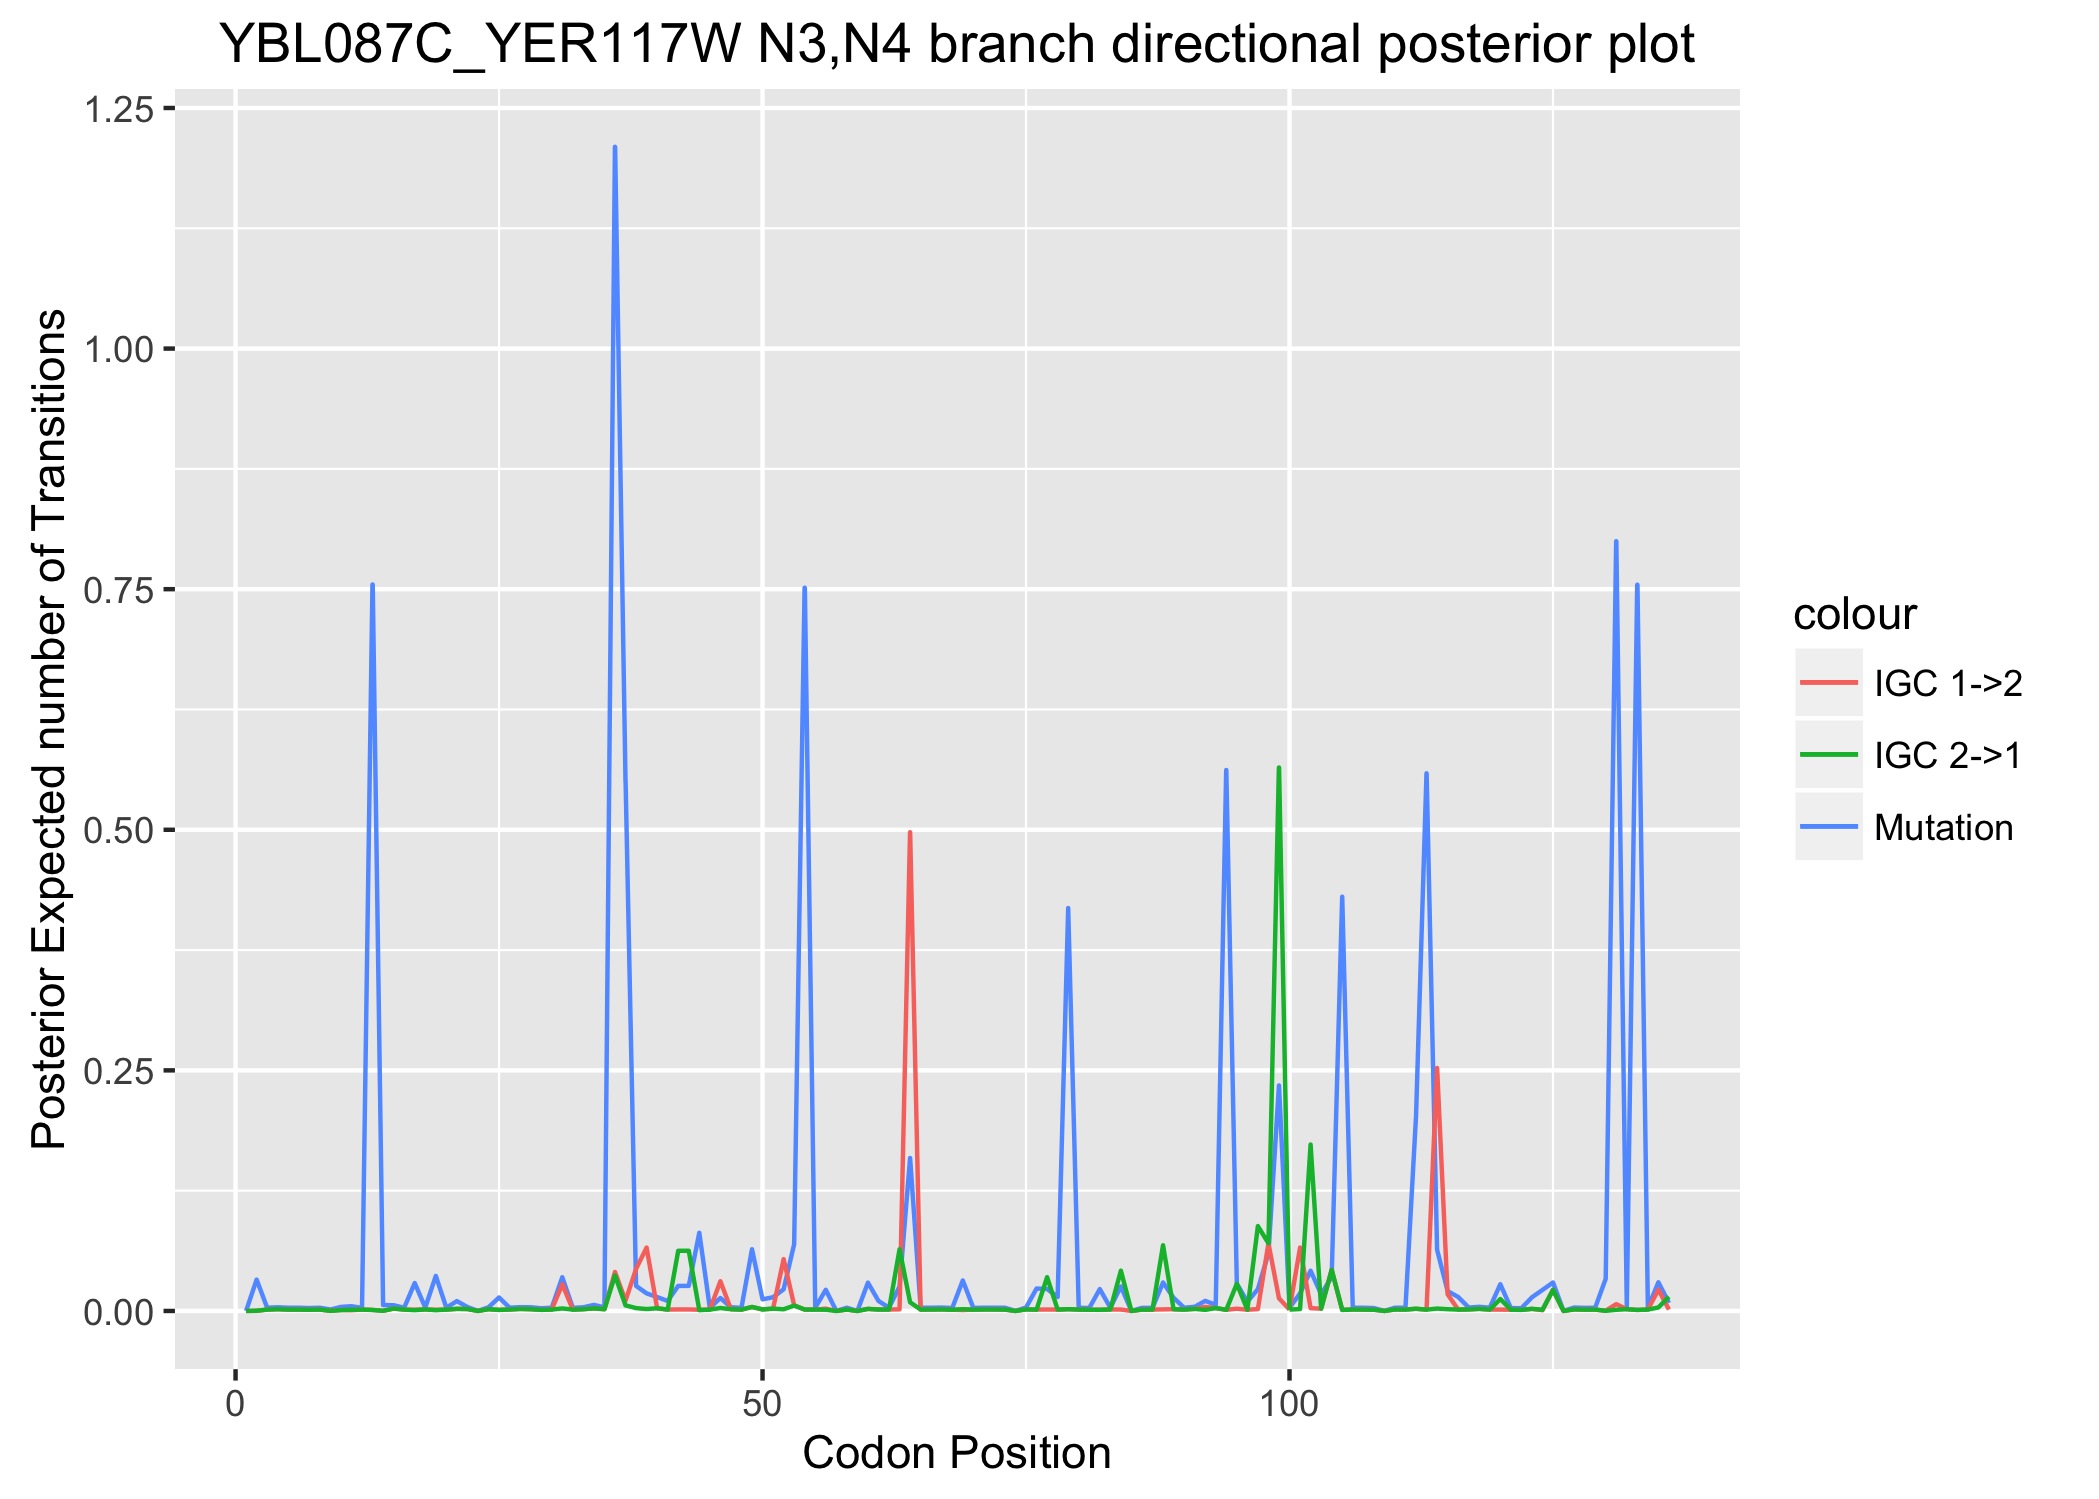 YBL087C_YER117W N3,N4 branch directional posterior plot
1.25
1.00
0.75
0.50
0.25
0.00
Posterior Expected number of Transitions
0 50 100
Codon Position
colour
IGC 1->2
IGC 2->1
Mutation